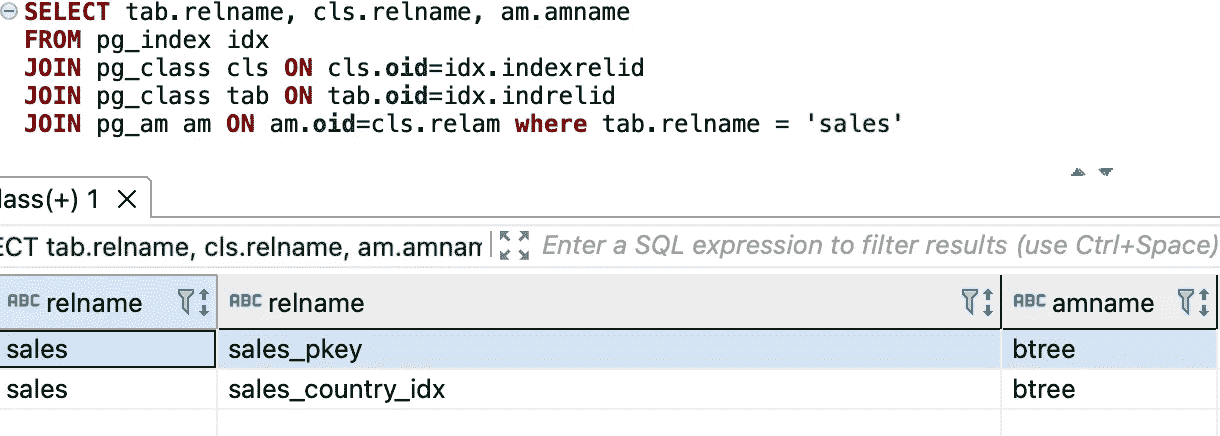 SELECT tab.relname, cls.relname, am.amname
FROM pg_index idx
JOIN pg_class cls ON cls.oid=idx.indexrelid
JOIN pg_class tab ON tab.oid=idx.indrelid
JOIN pg_am am ON am.oid=cls.relam where tab.relname = 'sales'
lass(+) 1
ECT tab.relname, cls.relname, am.amnam Enter a SQL expression to filter results (use Ctrl+Space)
ABC relname ABC relname ABC amname
sales sales_pkey btree
sales sales_country_idx btree